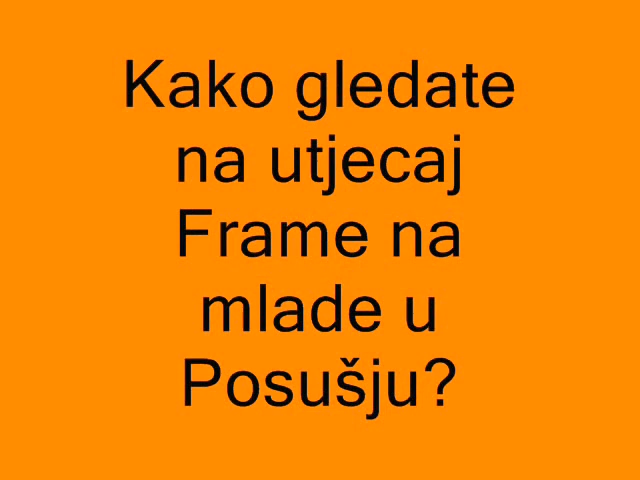 Kako gledate
na utjecaj
Frame na
mlade u
Posušju?